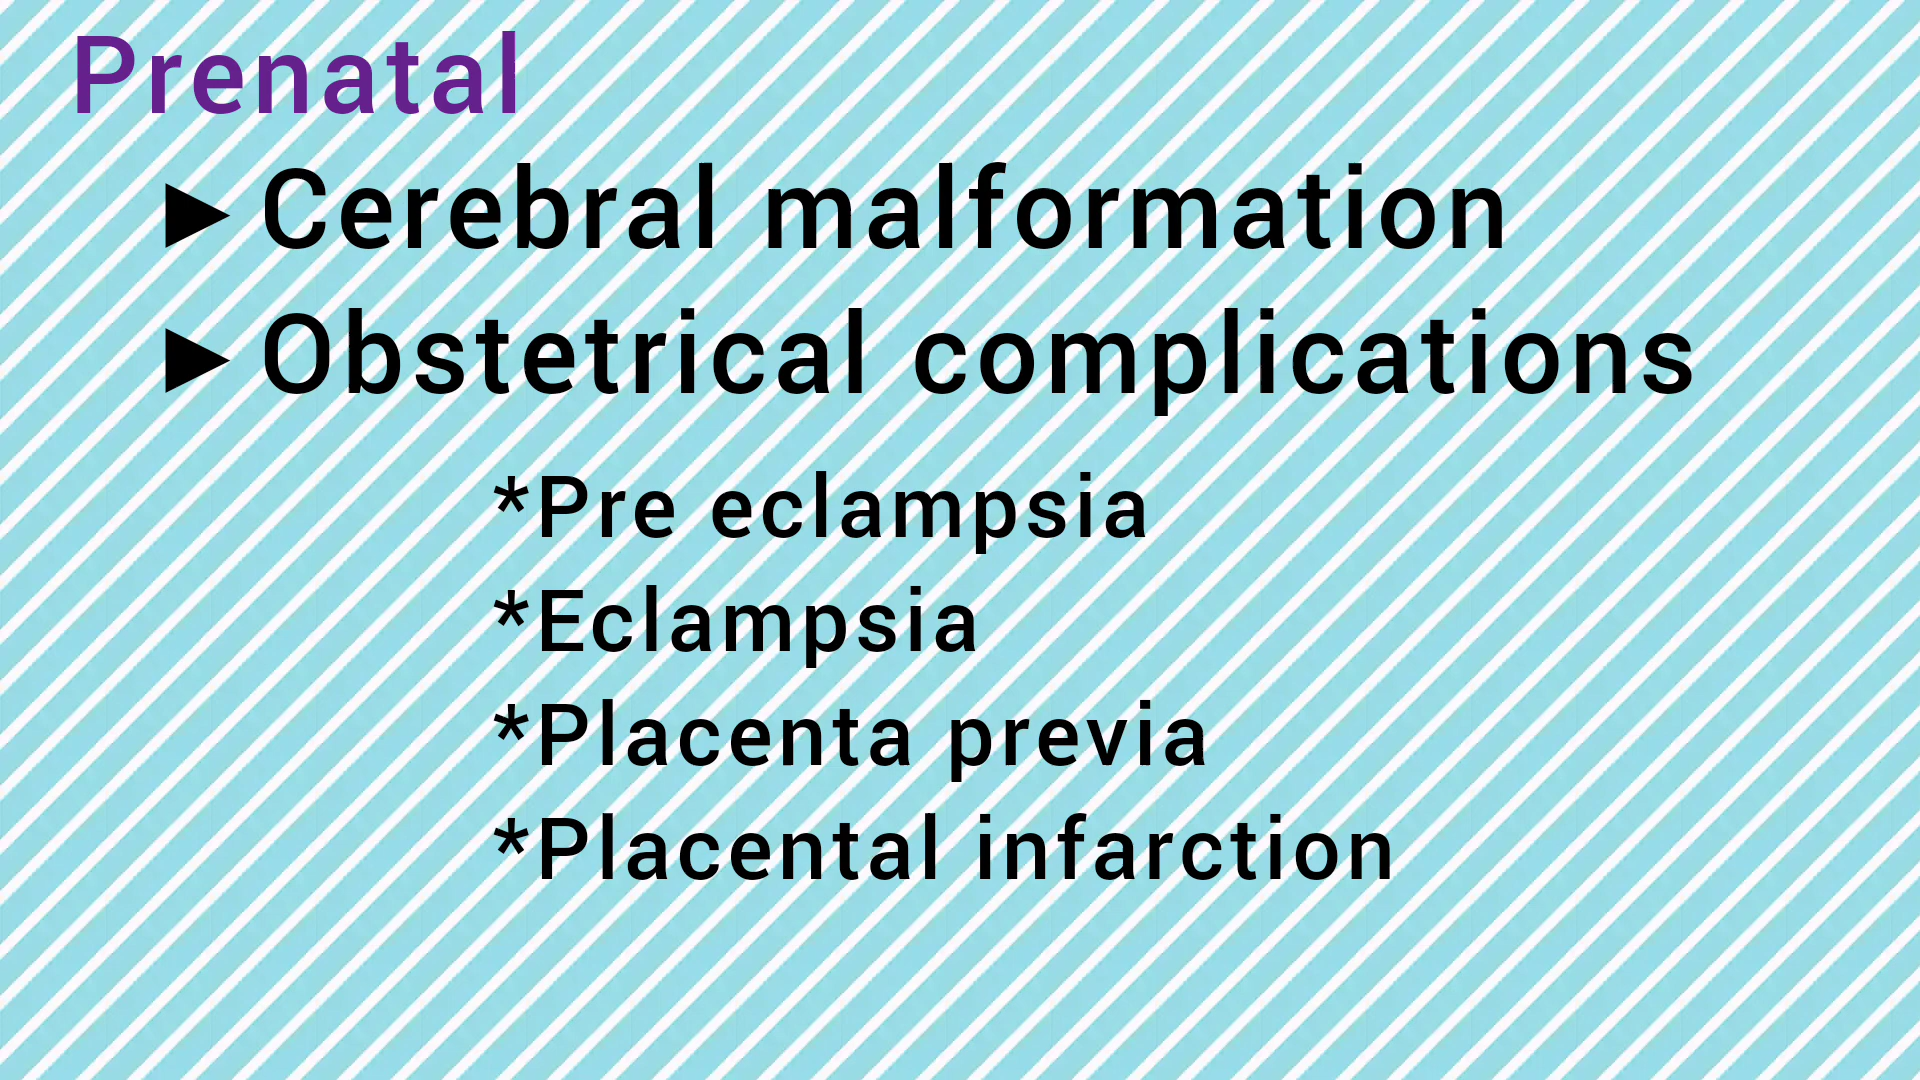 Prenatal
► Cerebral malformation
► Obstetrical complications
*Pre eclampsia
*Eclampsia
*Placenta previa
*Placental infarction